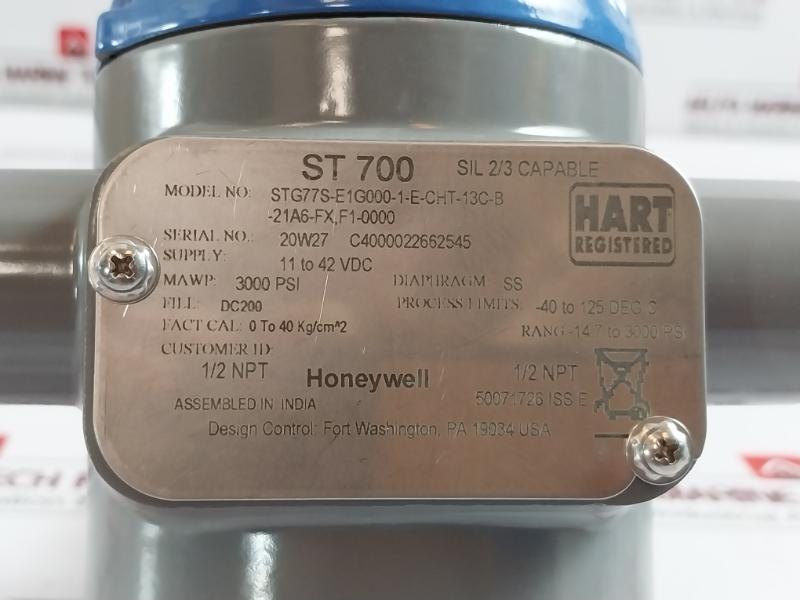 ST 700 SIL 2/3 CAPABLE
MODEL NO: STG77S-E1G000-1-E-CHT-13C-B
-21A6-FX,F1-0000
HART
REGISTERED
SERIAL NO.: 20W27 C4000022662545
SUPPLY: 11 to 42 VDC
MAWP: 3000 PSI DIAPHRAGM SS
FILL: DC200 PROCESS LIMITS: -40 to 125 DEG C
FACT CAL: 0 To 40 Kg/cm^2 RANG -14.7 to 3000 PSI
CUSTOMER ID:
1/2 NPT Honeywell 1/2 NPT
ASSEMBLED IN INDIA 50071726 ISS E
Design Control: Fort Washington, PA 19034 USA